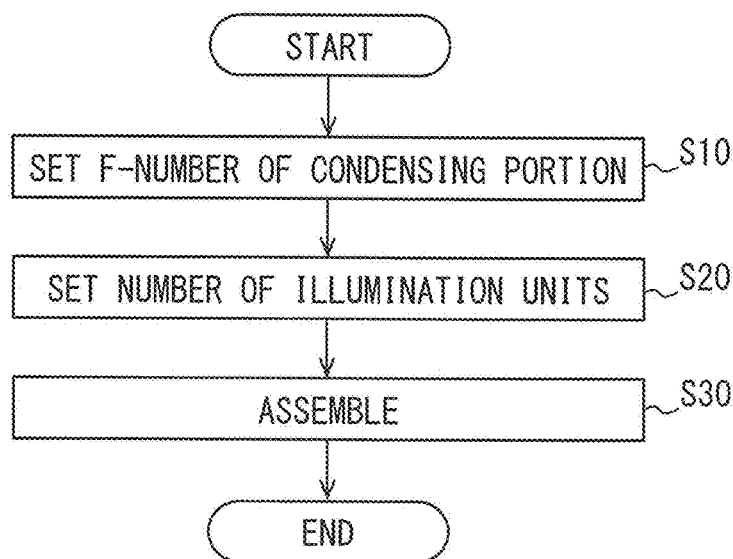 START
SET F-NUMBER OF CONDENSING PORTION S10
SET NUMBER OF ILLUMINATION UNITS S20
ASSEMBLE S30
END